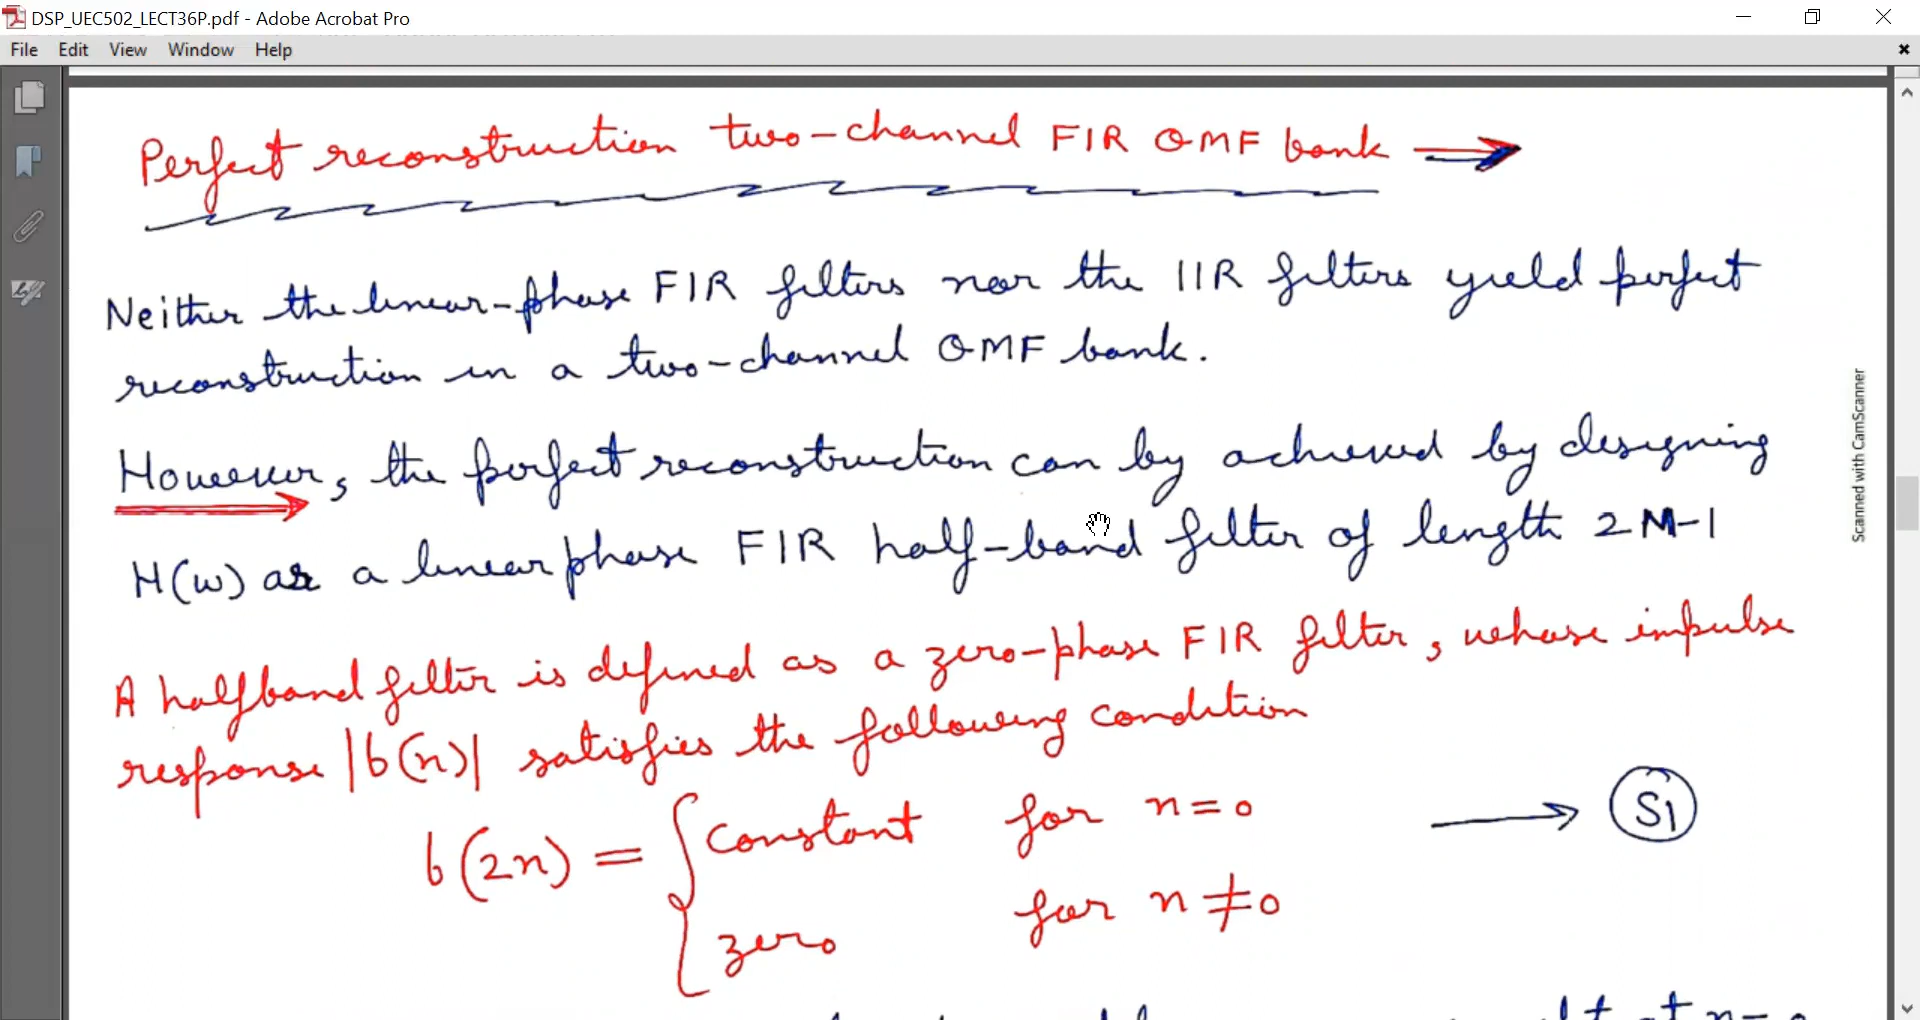 DSP_UEC502_LECT36P.pdf - Adobe Acrobat Pro
File Edit View Window Help
Perfect reconstruction two-channel FIR QMF bank
Neither the linear-phase FIR filters nor the IIR filters yield perfect
reconstruction in a two-channel QMF bank.
However, the perfect reconstruction can by achieved by designing
H(w) as a linear phase FIR half-band filter of length 2M-1
A halfband filter is defined as a zero-phase FIR filter, whose impulse
response |b(n)| satisfies the following condition
b(2n) = { constant for n=0 → S1
zero for n≠0
at n=0
Scanned with CamScanner